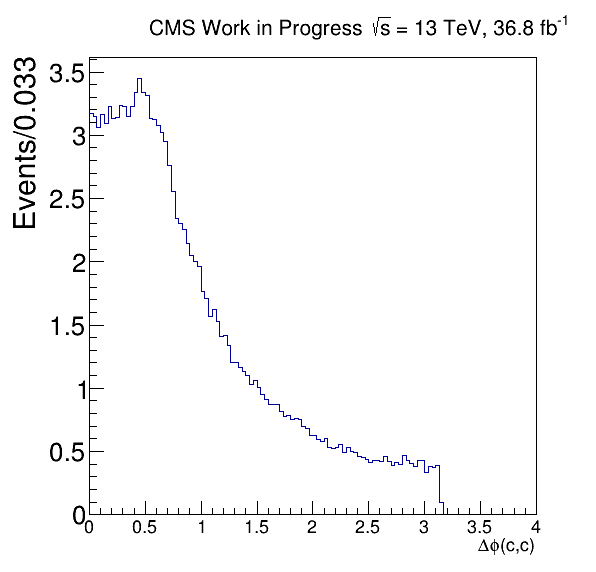 CMS Work in Progress √s = 13 TeV, 36.8 fb⁻¹
Events/0.033
3.5
3
2.5
2
1.5
1
0.5
0
0 0.5 1 1.5 2 2.5 3 3.5 4
Δϕ(c,c)